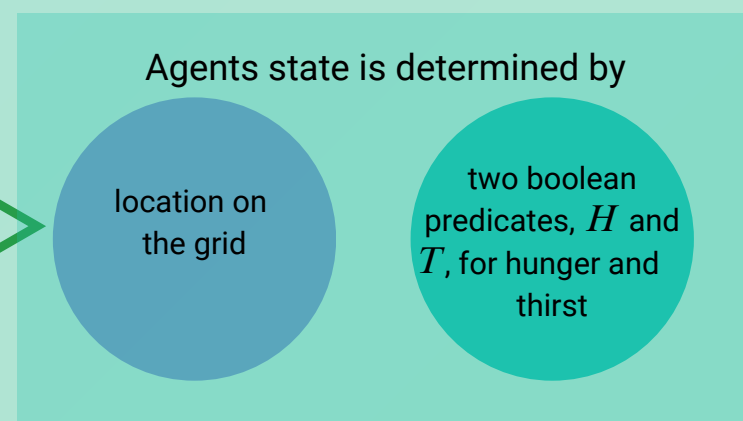 Agents state is determined by
location on
the grid
two boolean
predicates, H and
T, for hunger and
thirst